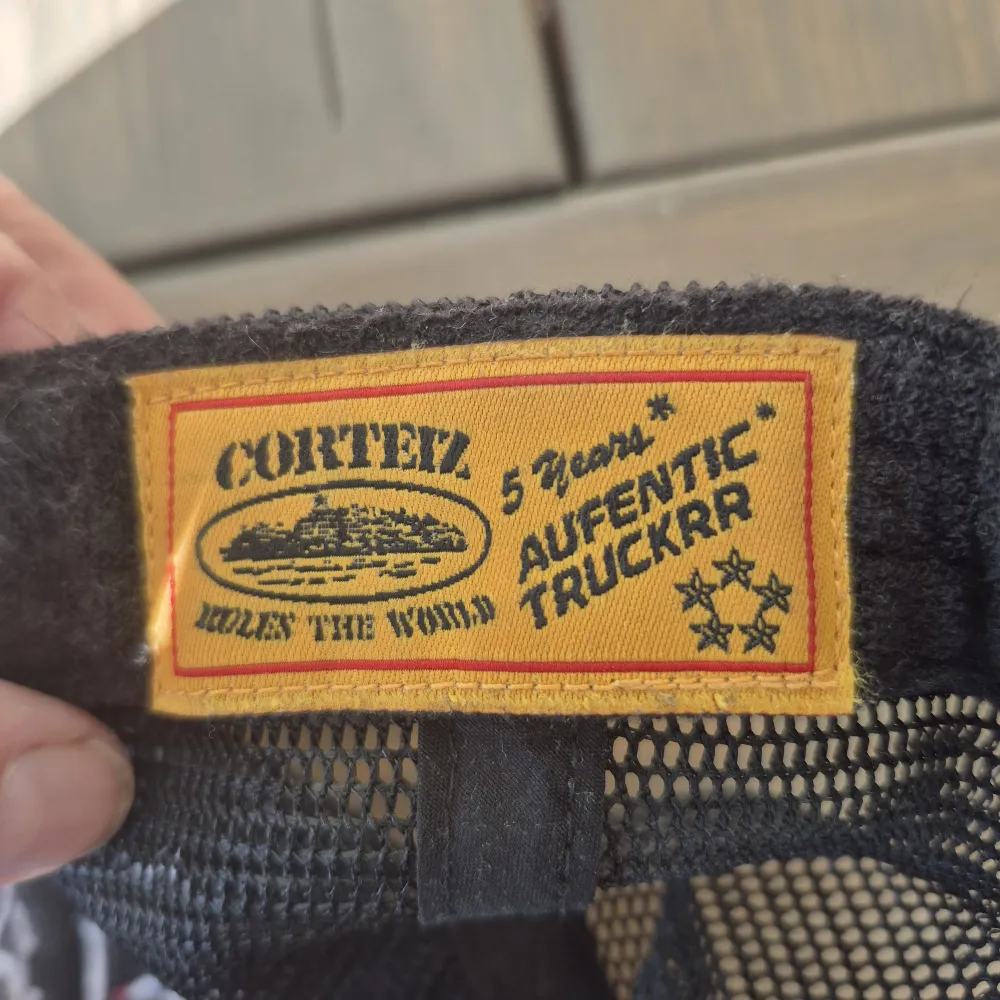 CORTEIZ
RULES THE WORLD
5 Years*
AUFENTIC*
TRUCKRR